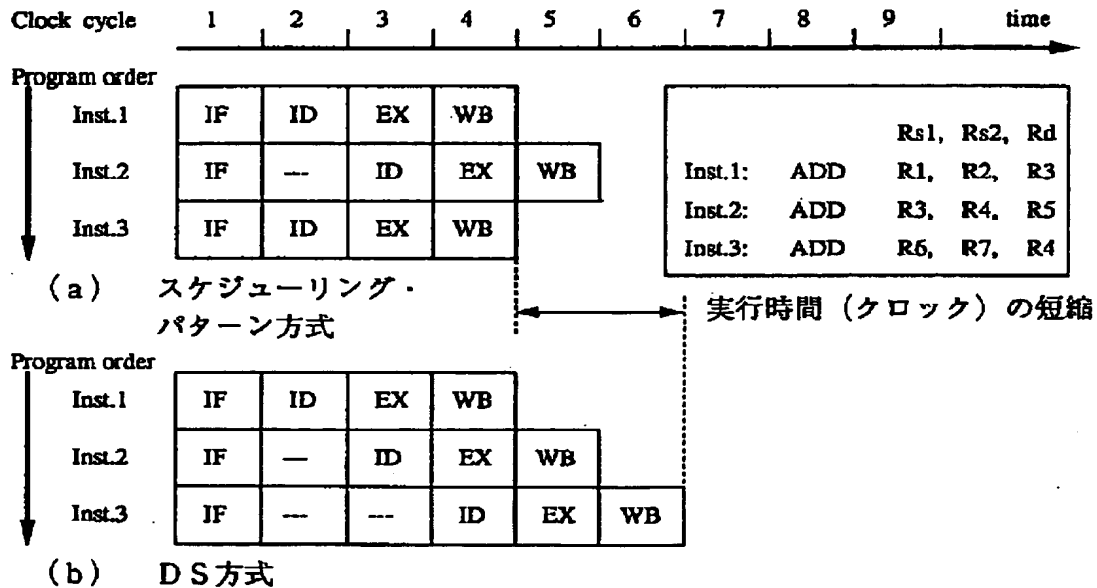 Clock cycle 1 2 3 4 5 6 7 8 9 time
Program order
Inst.1 IF ID EX WB
Inst.2 IF --- ID EX WB
Inst.3 IF ID EX WB
Rs1, Rs2, Rd
Inst.1: ADD R1, R2, R3
Inst.2: ADD R3, R4, R5
Inst.3: ADD R6, R7, R4
(a) スケジューリング・
パターン方式
実行時間(クロック)の短縮
Program order
Inst.1 IF ID EX WB
Inst.2 IF — ID EX WB
Inst.3 IF --- --- ID EX WB
(b) DS方式